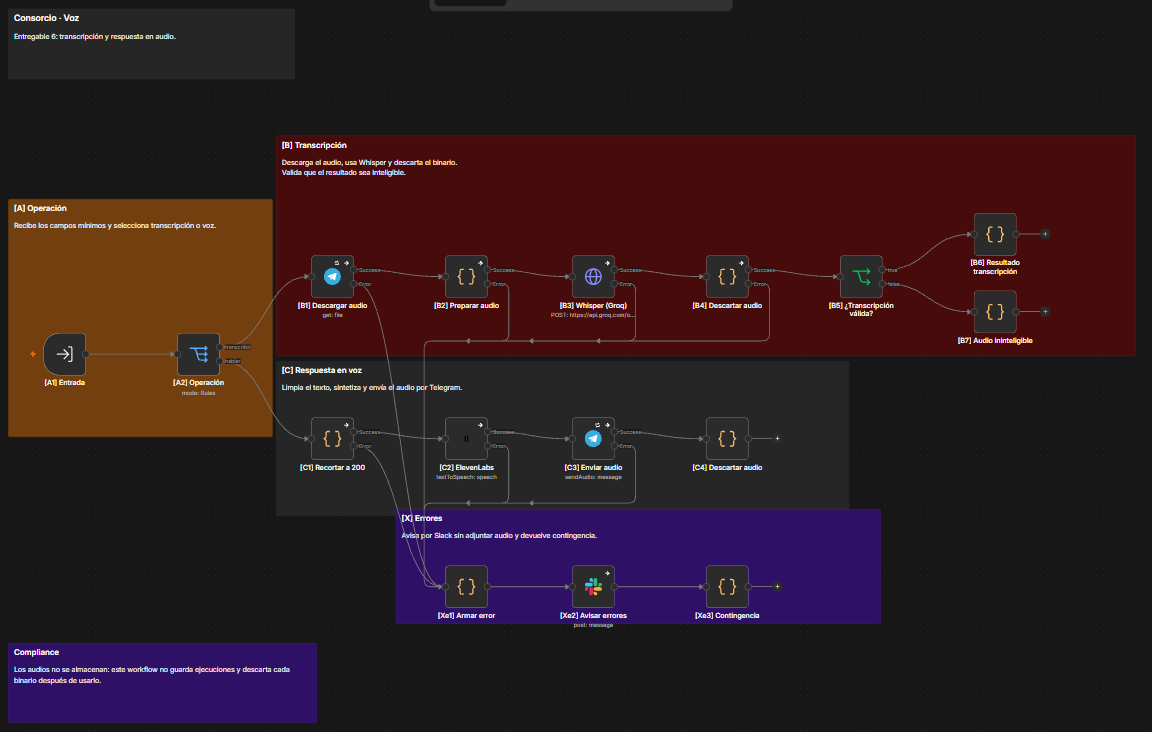 Consorcio - Voz
Entregable 6: transcripción y respuesta en audio.
[B] Transcripción
Descarga el audio, usa Whisper y descarta el binario.
Valida que el resultado sea inteligible.
[A] Operación
Recibe los campos mínimos y selecciona transcripción o voz.
[A1] Entrada
transcribir
hablar
[A2] Operación
mode: Rules
Success
Error
[B1] Descargar audio
get: file
Success
Error
[B2] Preparar audio
Success
Error
[B3] Whisper (Groq)
POST: https://api.groq.com/o...
Success
Error
[B4] Descartar audio
true
false
[B5] ¿Transcripción
válida?
[B6] Resultado
transcripción
[B7] Audio ininteligible
[C] Respuesta en voz
Limpia el texto, sintetiza y envía el audio por Telegram.
Success
Error
[C1] Recortar a 200
Success
Error
[C2] ElevenLabs
textToSpeech: speech
Success
Error
[C3] Enviar audio
sendAudio: message
[C4] Descartar audio
[X] Errores
Avisa por Slack sin adjuntar audio y devuelve contingencia.
[Xe1] Armar error
[Xe2] Avisar errores
post: message
[Xe3] Contingencia
Compliance
Los audios no se almacenan: este workflow no guarda ejecuciones y descarta cada
binario después de usarlo.